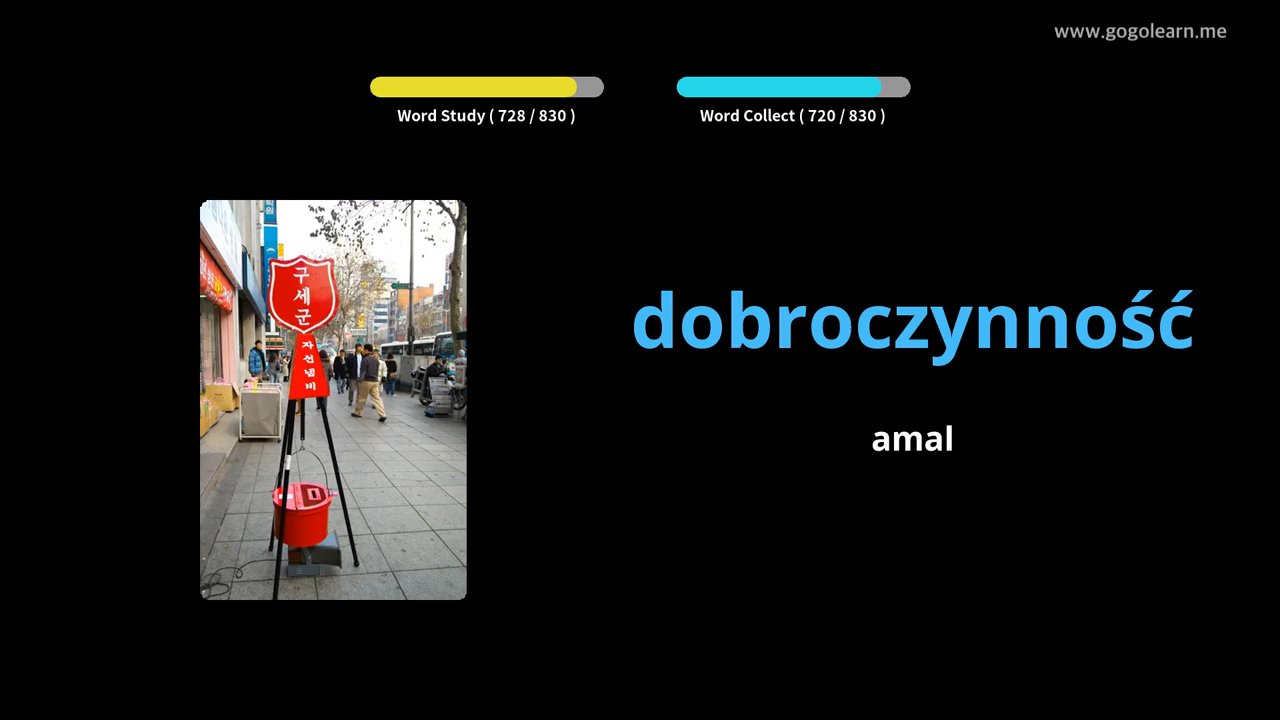 www.gogolearn.me
Word Study ( 728 / 830 )
Word Collect ( 720 / 830 )
구세군
자선냄비
dobroczynność
amal